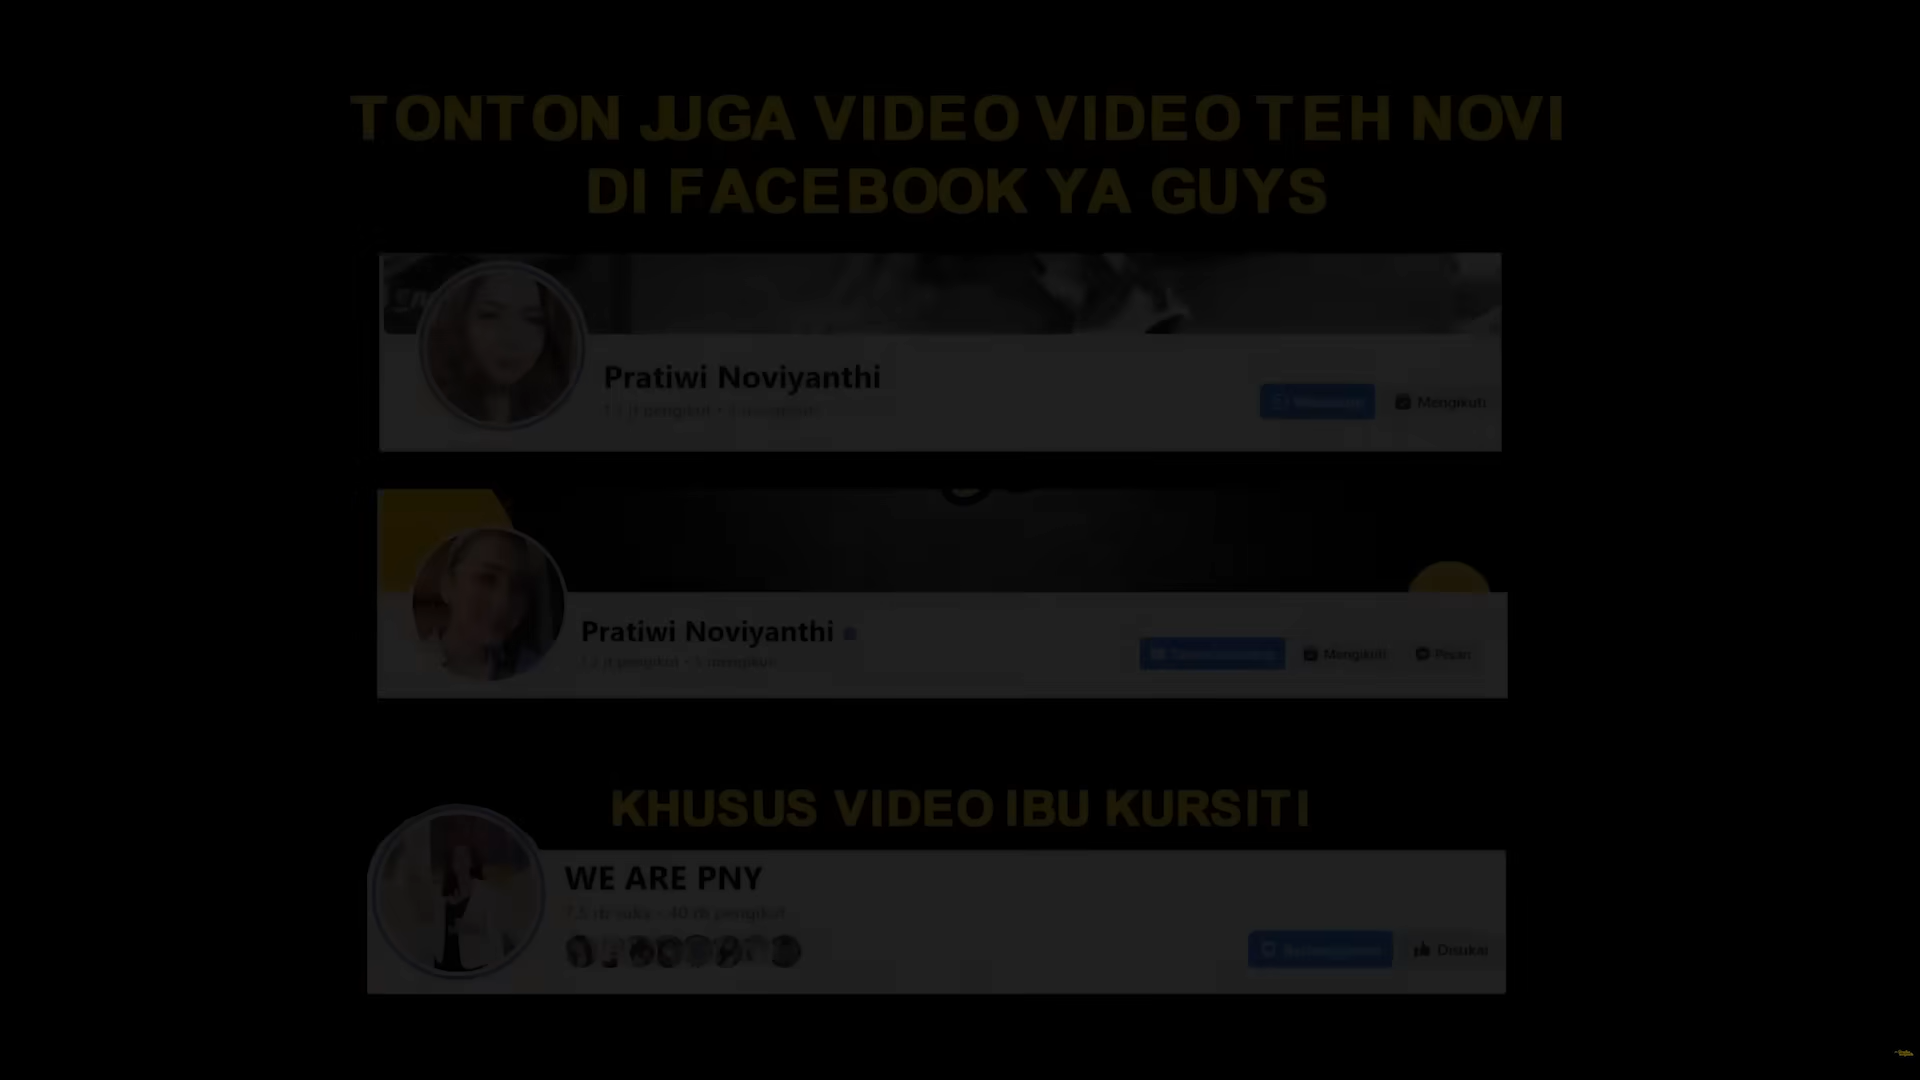 TONTON JUGA VIDEO VIDEO TEH NOVI
DI FACEBOOK YA GUYS
Pratiwi Noviyanthi
Mengikuti
Pratiwi Noviyanthi
Mengikuti
Pesan
KHUSUS VIDEO IBU KURSITI
WE ARE PNY
Disukai